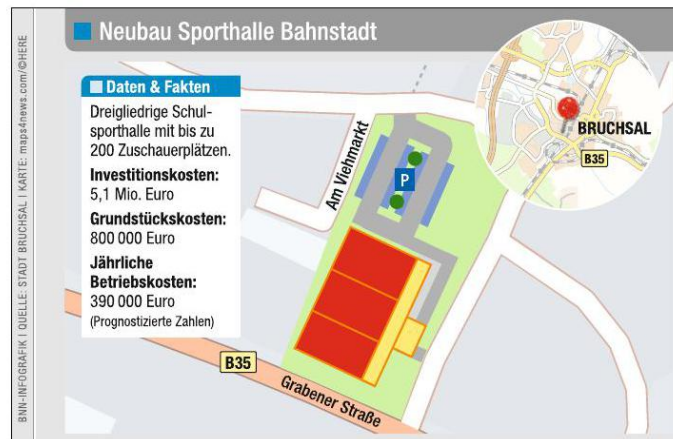 Neubau Sporthalle Bahnstadt
Daten & Fakten
Dreigliedrige Schul-
sporthalle mit bis zu
200 Zuschauerplätzen.
Investitionskosten:
5,1 Mio. Euro
Grundstückskosten:
800 000 Euro
Jährliche
Betriebskosten:
390 000 Euro
(Prognostizierte Zahlen)
Am Viehmarkt
P
BRUCHSAL
B35
B35
Grabener Straße
BNN-INFOGRAFIK I QUELLE: STADT BRUCHSAL I KARTE: maps4news.com/©HERE